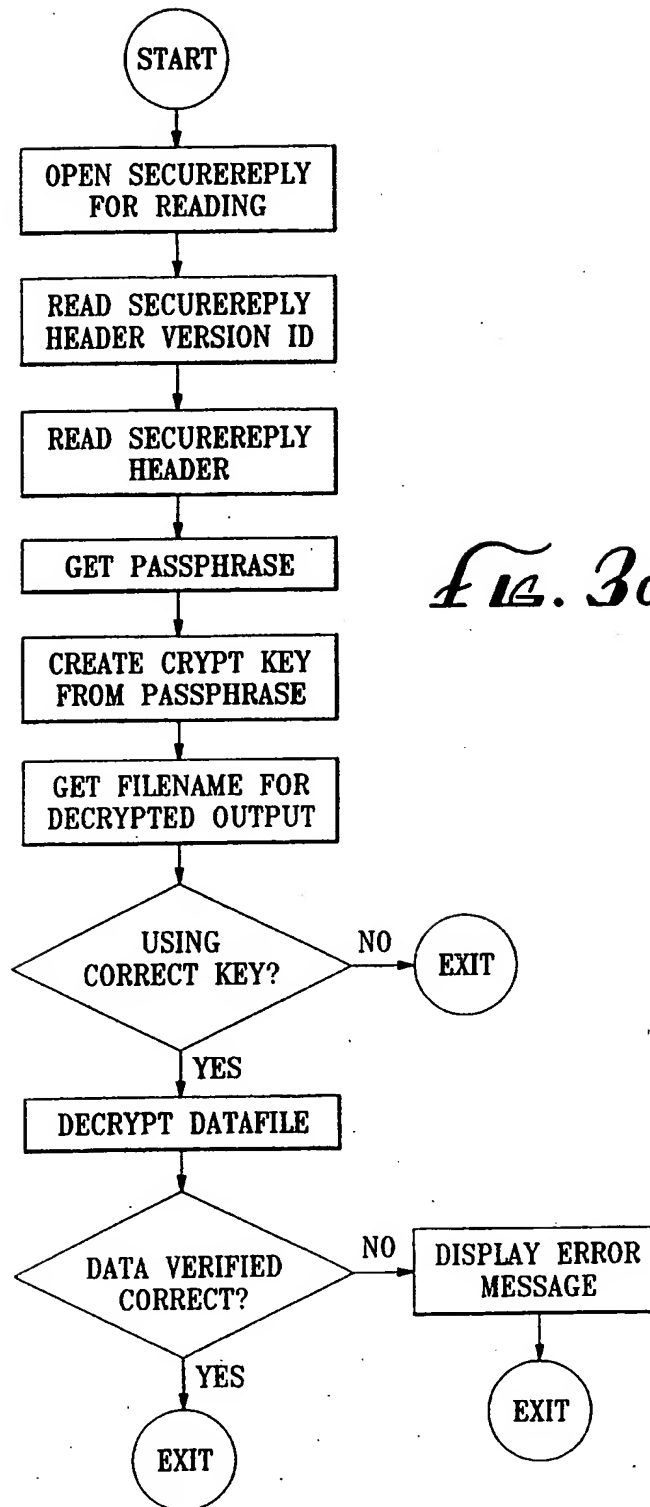 START
OPEN SECUREREPLY
FOR READING
READ SECUREREPLY
HEADER VERSION ID
READ SECUREREPLY
HEADER
GET PASSPHRASE
CREATE CRYPT KEY
FROM PASSPHRASE
GET FILENAME FOR
DECRYPTED OUTPUT
USING
CORRECT KEY?
NO
EXIT
YES
DECRYPT DATAFILE
DATA VERIFIED
CORRECT?
NO
DISPLAY ERROR
MESSAGE
YES
EXIT
EXIT